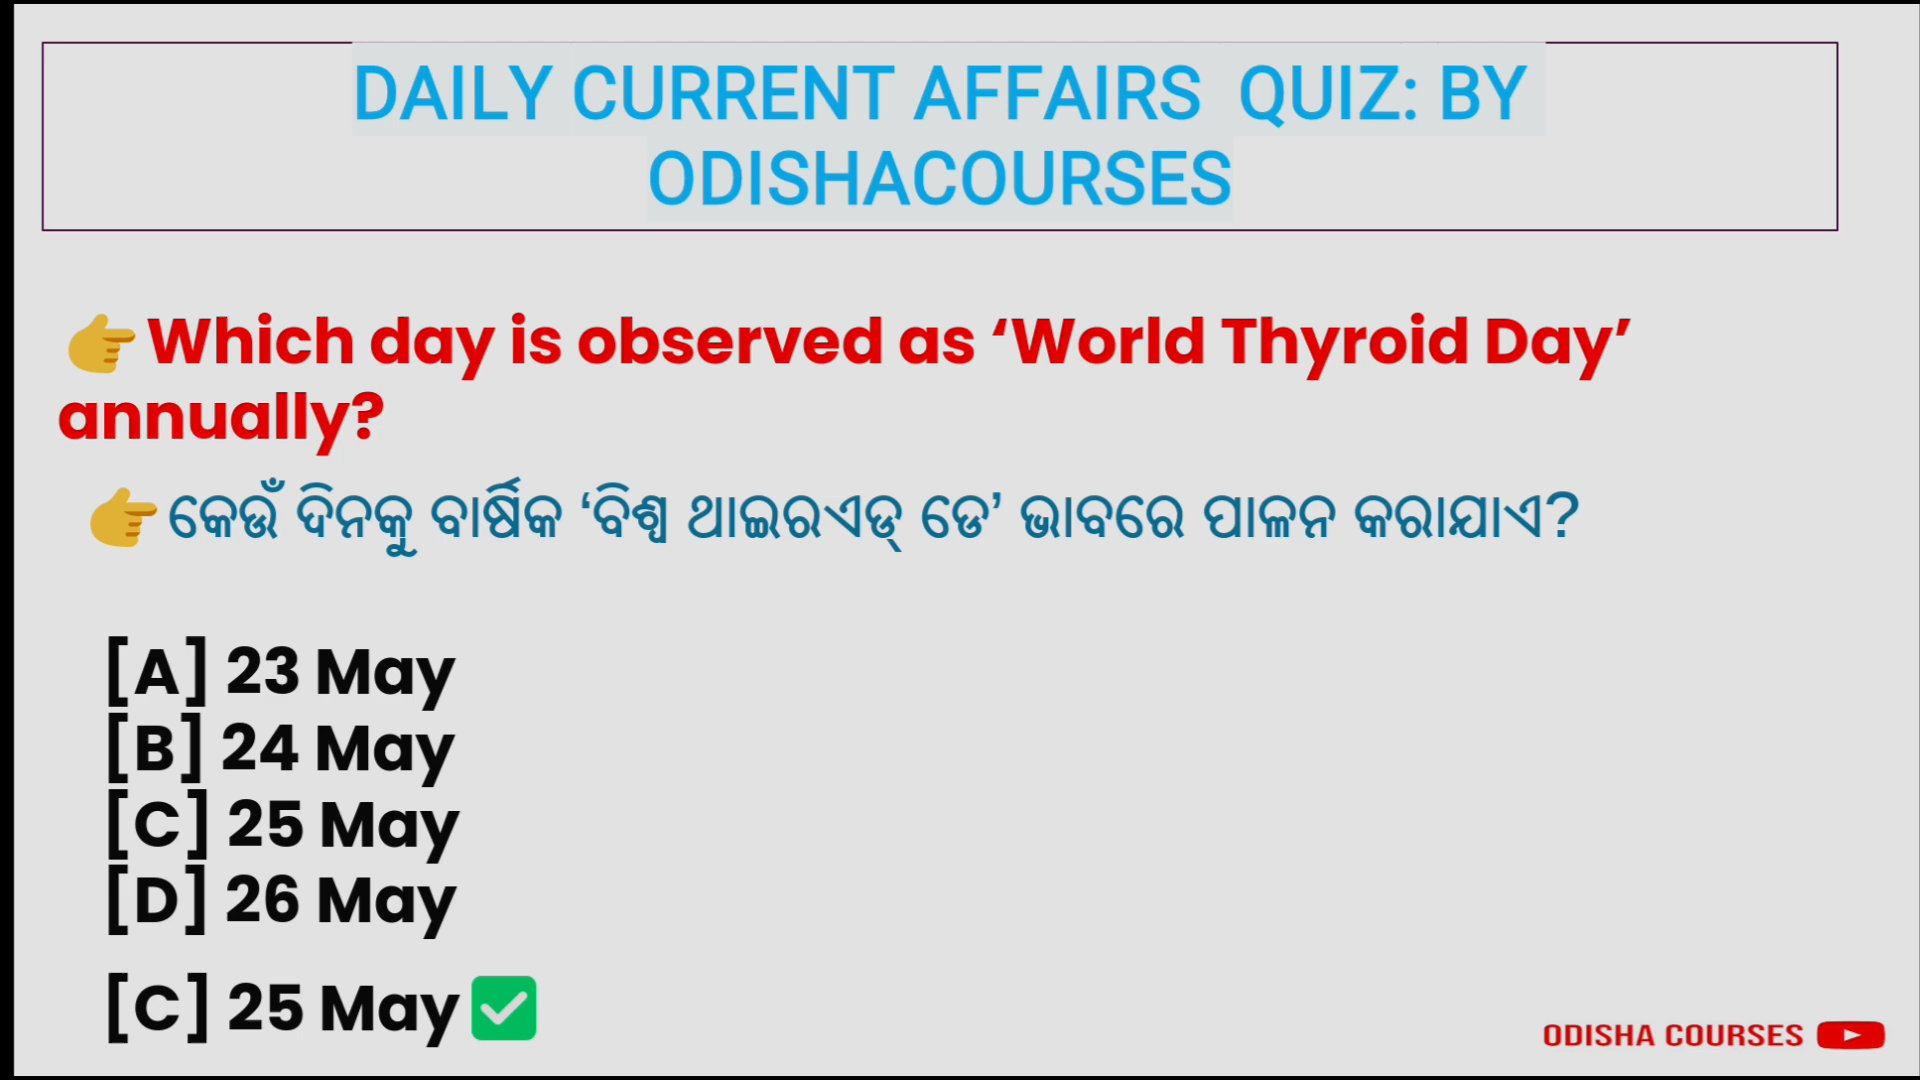 DAILY CURRENT AFFAIRS QUIZ: BY
ODISHACOURSES
👉Which day is observed as ‘World Thyroid Day’
annually?
👉କେଉଁ ଦିନକୁ ବାର୍ଷିକ ‘ବିଶ୍ୱ ଥାଇରଏଡ୍ ଡେ’ ଭାବରେ ପାଳନ କରାଯାଏ?
[A] 23 May
[B] 24 May
[C] 25 May
[D] 26 May
[C] 25 May✅
ODISHA COURSES